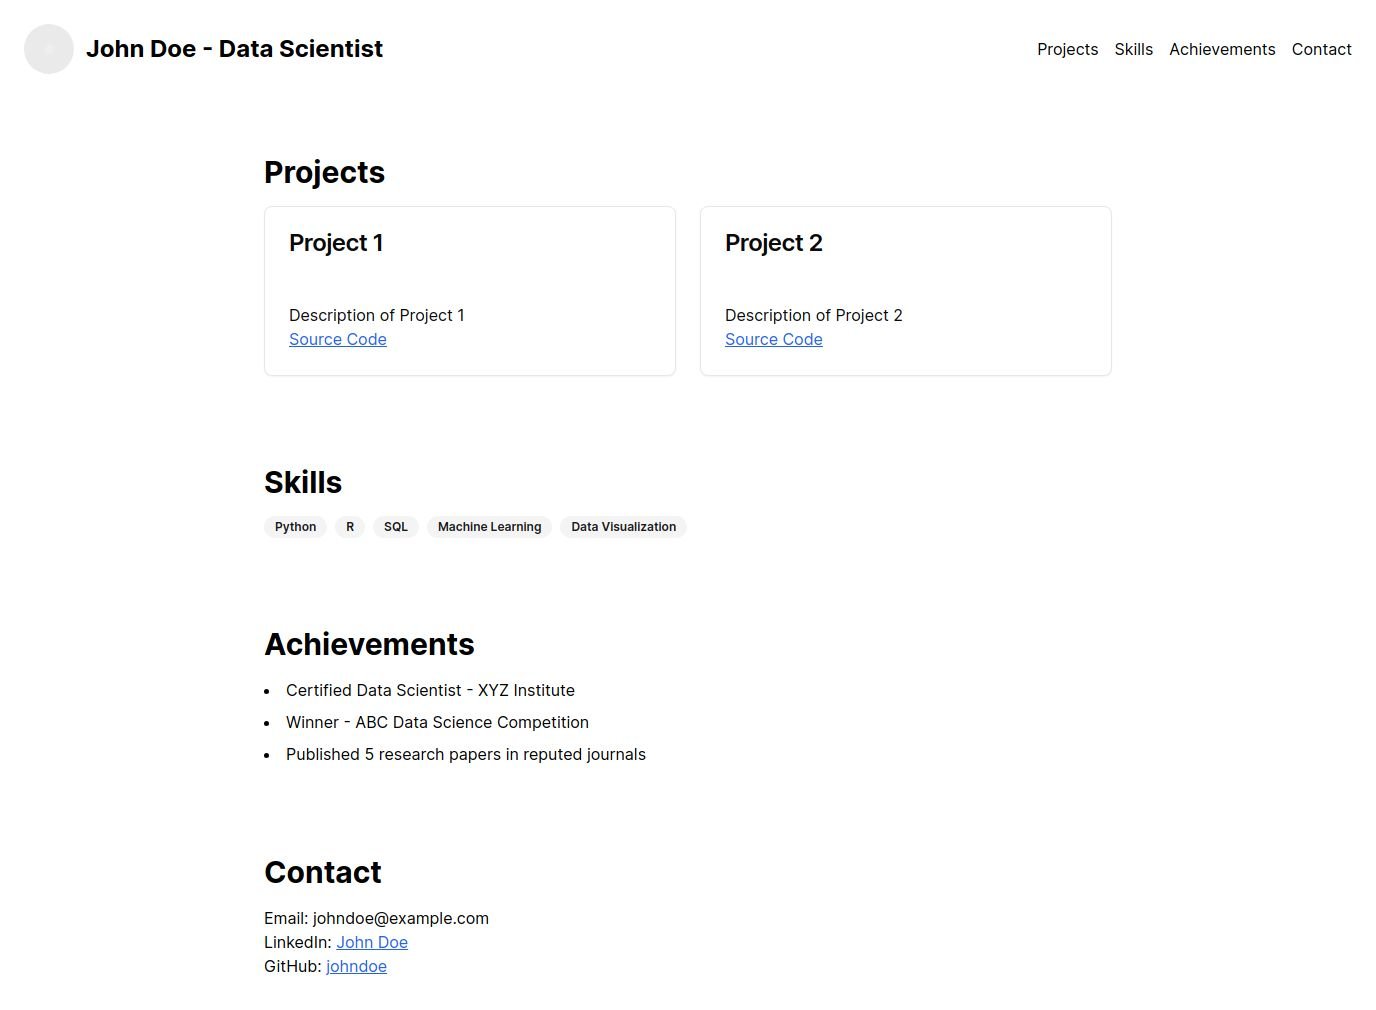 John Doe - Data Scientist
Projects Skills Achievements Contact
Projects
Project 1
Description of Project 1
Source Code
Project 2
Description of Project 2
Source Code
Skills
Python R SQL Machine Learning Data Visualization
Achievements
• Certified Data Scientist - XYZ Institute
• Winner - ABC Data Science Competition
• Published 5 research papers in reputed journals
Contact
Email: johndoe@example.com
LinkedIn: John Doe
GitHub: johndoe